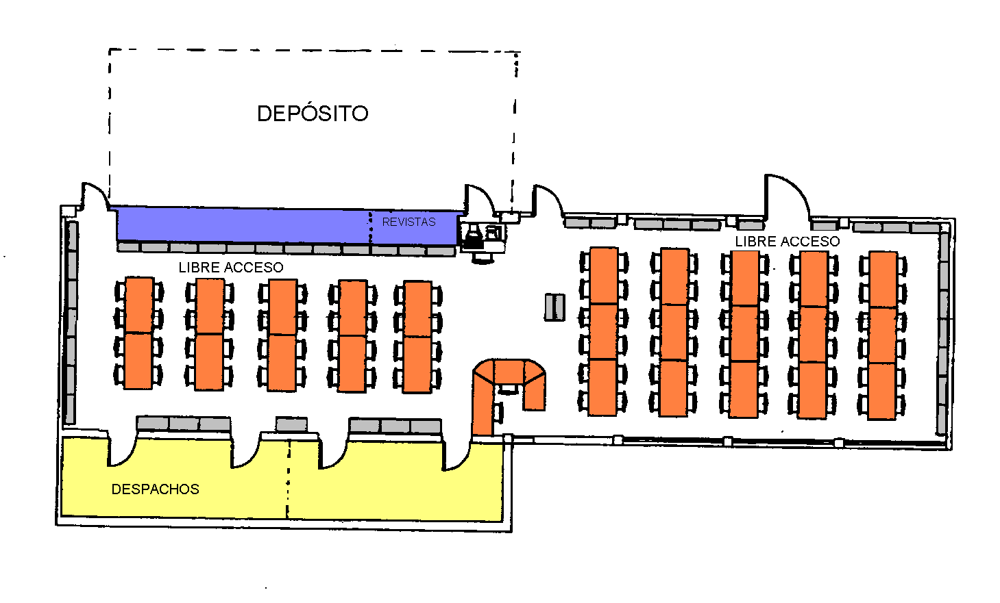 DEPÓSITO
REVISTAS
LIBRE ACCESO
LIBRE ACCESO
DESPACHOS